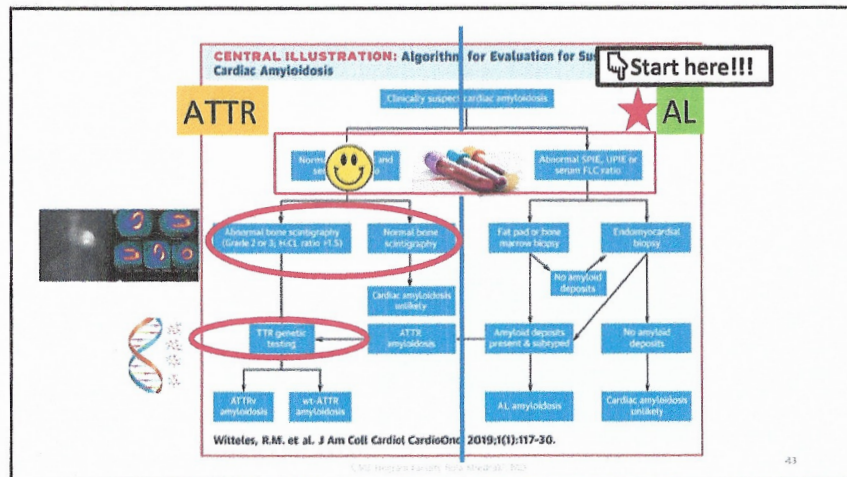 CENTRAL ILLUSTRATION: Algorithm for Evaluation for Sus
Cardiac Amyloidosis
Start here!!!
ATTR
AL
Clinically suspect cardiac amyloidosis
Abnormal SPIE, UPIE or
serum FLC ratio
Abnormal bone scintigraphy
(Grade 2 or 3; H:CL ratio >1.5)
Normal bone
scintigraphy
Fat pad or bone
marrow biopsy
Endomyocardial
biopsy
No amyloid
deposits
Cardiac amyloidosis
unlikely
TTR genetic
testing
ATTR
amyloidosis
Amyloid deposits
present & subtyped
No amyloid
deposits
ATTRv
amyloidosis
wt-ATTR
amyloidosis
AL amyloidosis
Cardiac amyloidosis
unlikely
Witteles, R.M. et al. J Am Coll Cardiol CardioOnc. 2019;1(1):117-30.
43